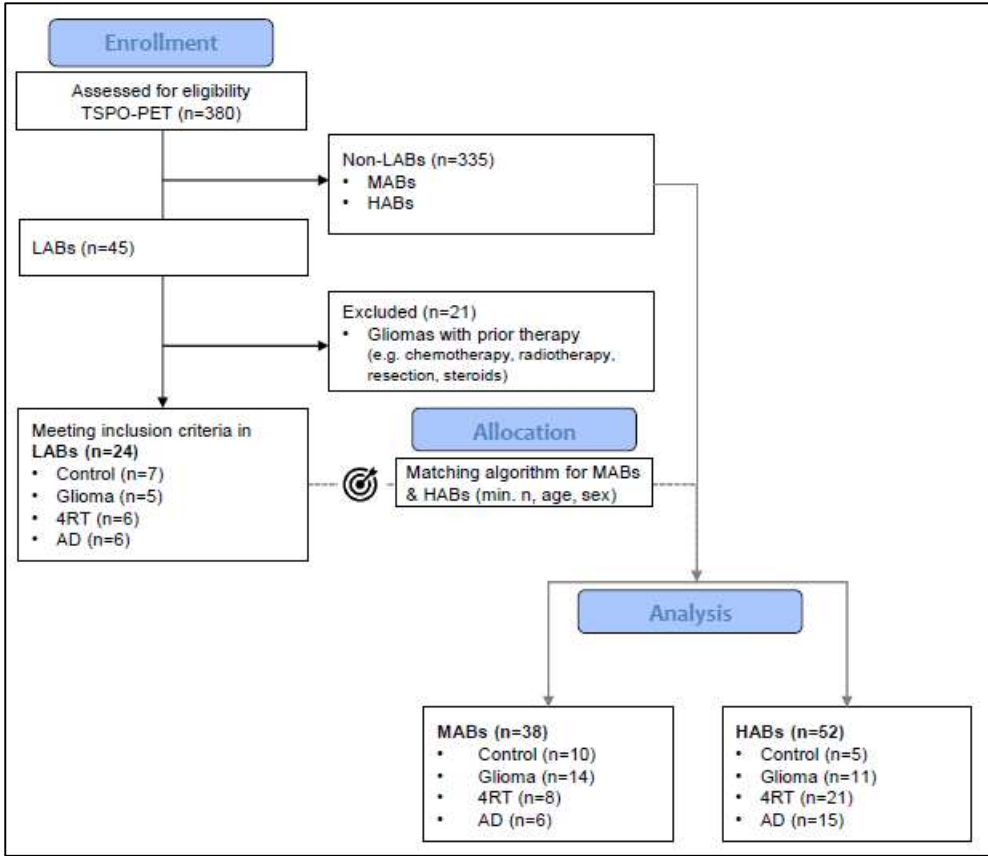 Enrollment
Assessed for eligibility
TSPO-PET (n=380)
Non-LABs (n=335)
• MABs
• HABs
LABs (n=45)
Excluded (n=21)
• Gliomas with prior therapy
(e.g. chemotherapy, radiotherapy,
resection, steroids)
Meeting inclusion criteria in
LABs (n=24)
• Control (n=7)
• Glioma (n=5)
• 4RT (n=6)
• AD (n=6)
Allocation
Matching algorithm for MABs
& HABs (min. n, age, sex)
Analysis
MABs (n=38)
• Control (n=10)
• Glioma (n=14)
• 4RT (n=8)
• AD (n=6)
HABs (n=52)
• Control (n=5)
• Glioma (n=11)
• 4RT (n=21)
• AD (n=15)